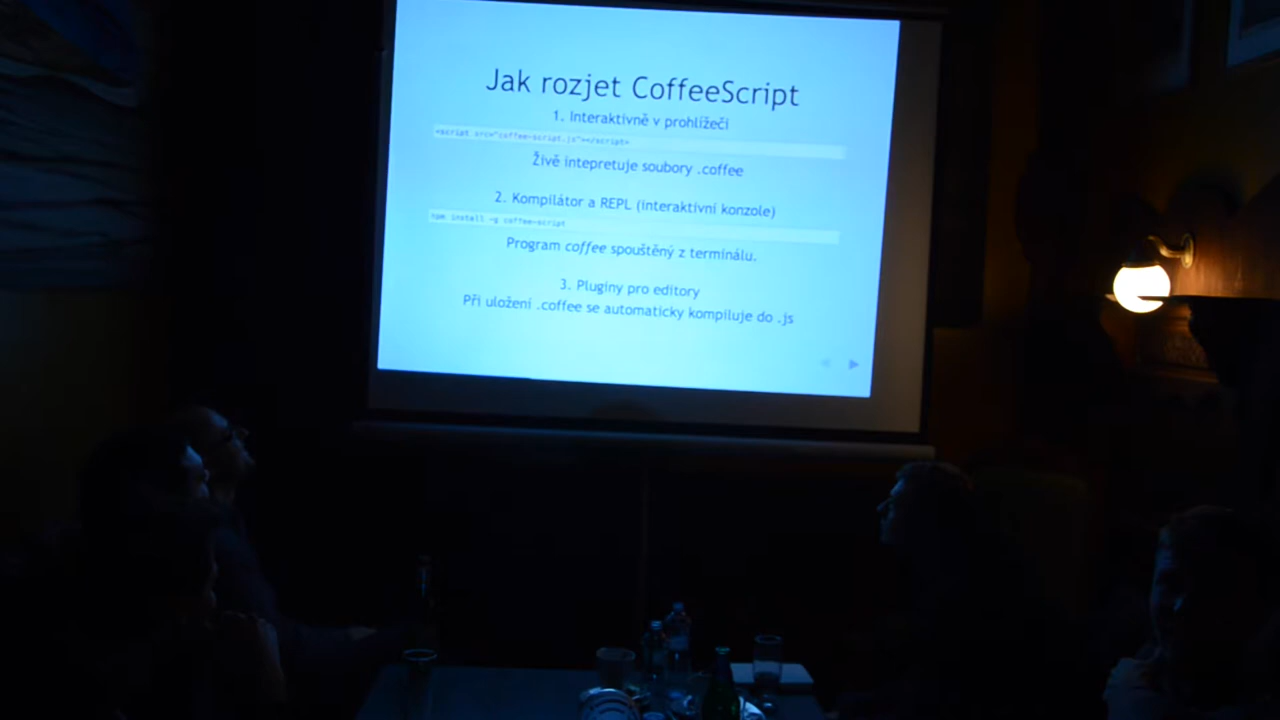 Jak rozjet CoffeeScript
1. Interaktivně v prohlížeči
<script src="coffee-script.js"></script>
Živě intepretuje soubory .coffee
2. Kompilátor a REPL (interaktivní konzole)
npm install -g coffee-script
Program coffee spouštěný z terminálu.
3. Pluginy pro editory
Při uložení .coffee se automaticky kompiluje do .js